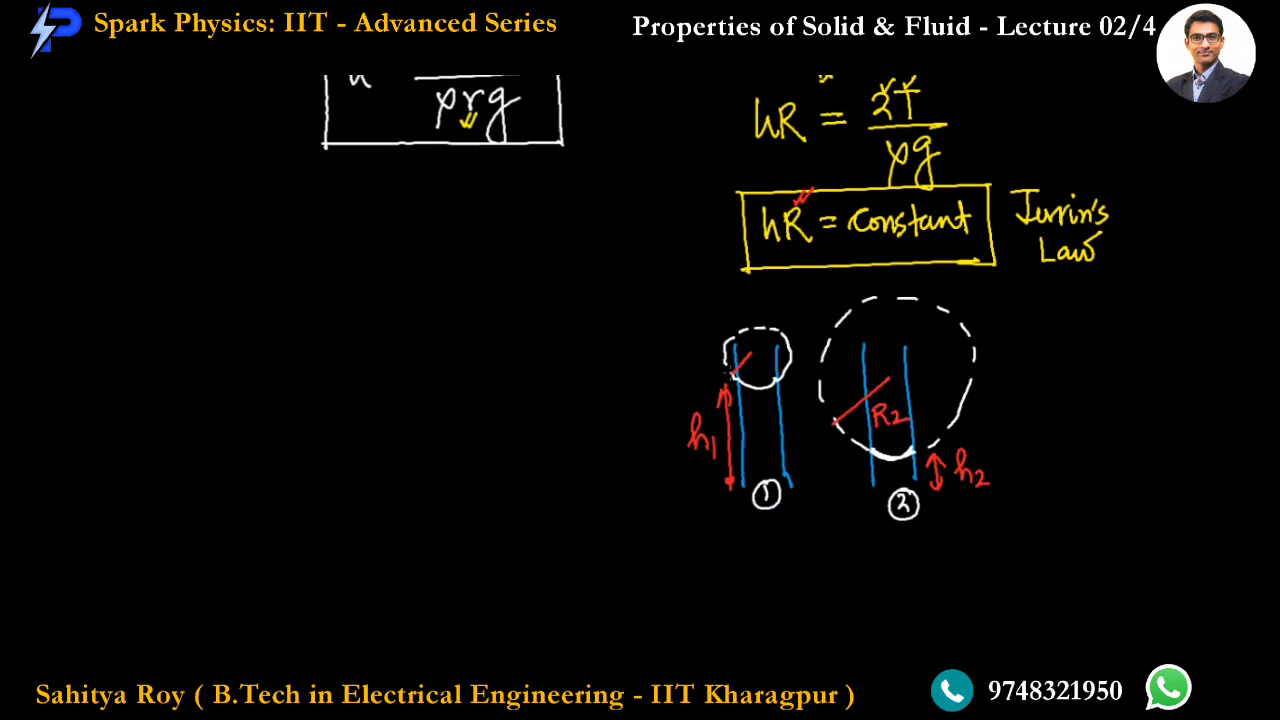 Spark Physics: IIT - Advanced Series
Properties of Solid & Fluid - Lecture 02/4
ρrg
hR = 2T / ρg
hR = Constant
Jurin's
Law
h1
R2
h2
1
2
Sahitya Roy ( B.Tech in Electrical Engineering - IIT Kharagpur )
9748321950